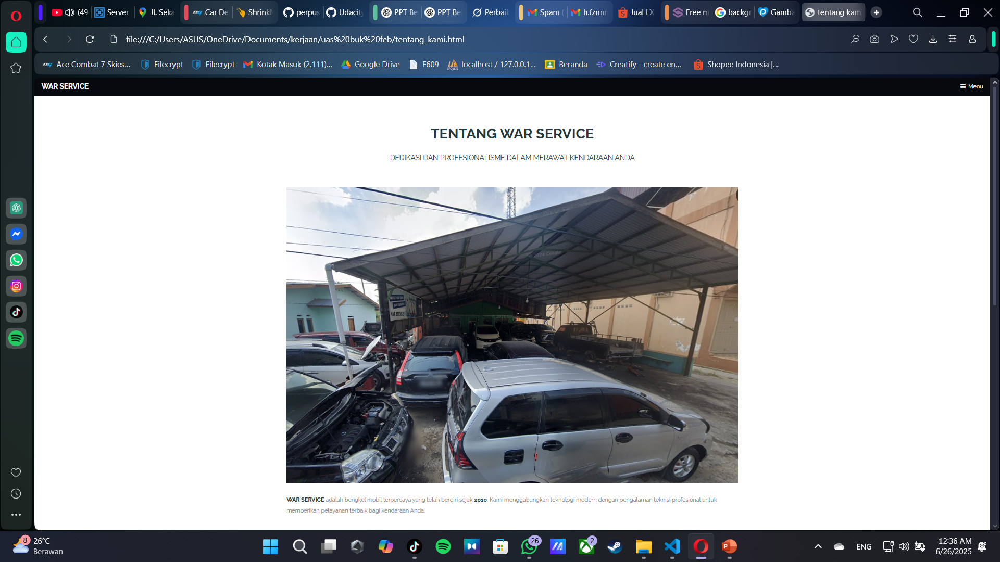 (49
Server
Jl. Seka
Car De
Shrink
perpus
Udacity
PPT Be
PPT Be
Perbaik
Spam (
h.fznnn
Jual LX
Free m
backgr
Gamba
tentang kami
file:///C:/Users/ASUS/OneDrive/Documents/kerjaan/uas%20buk%20feb/tentang_kami.html
Ace Combat 7 Skies...
Filecrypt
Filecrypt
Kotak Masuk (2.111)...
Google Drive
F609
localhost / 127.0.0.1...
Beranda
Creatify - create en...
Shopee Indonesia |...
WAR SERVICE
Menu
TENTANG WAR SERVICE
DEDIKASI DAN PROFESIONALISME DALAM MERAWAT KENDARAAN ANDA
WAR SERVICE
WAR SERVICE adalah bengkel mobil terpercaya yang telah berdiri sejak 2010. Kami menggabungkan teknologi modern dengan pengalaman teknisi profesional untuk
memberikan pelayanan terbaik bagi kendaraan Anda.
8
26°C
Berawan
26
2
ENG
12:36 AM
6/26/2025